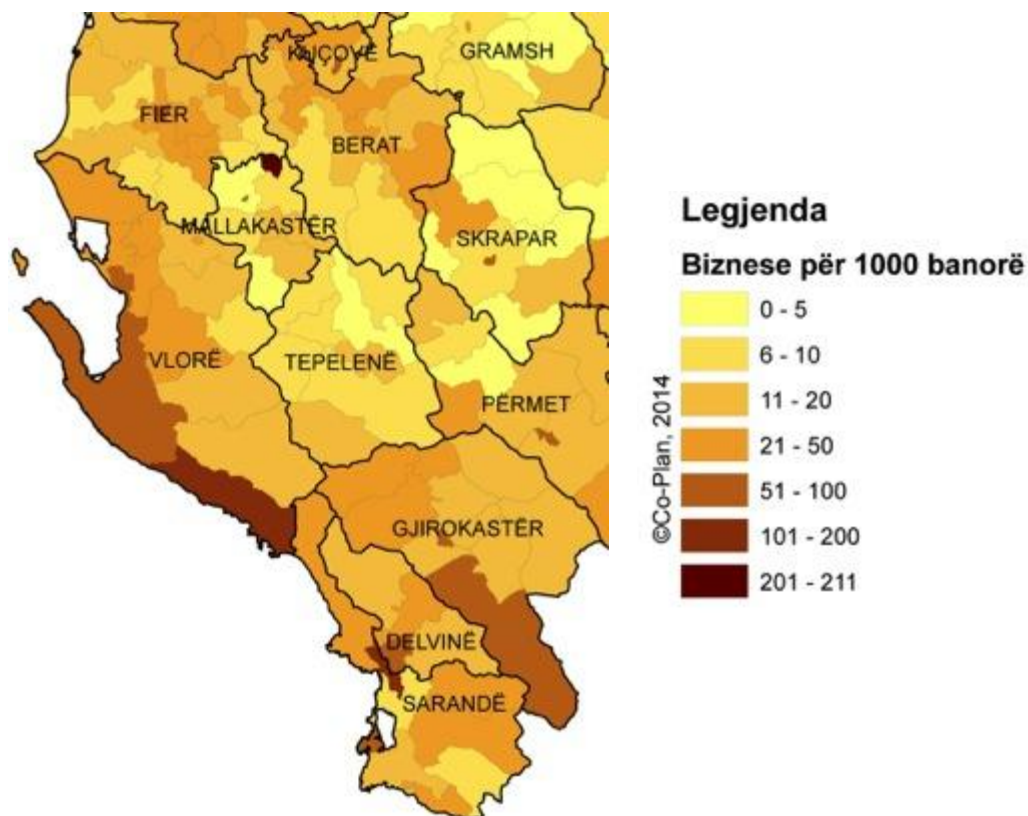 KUÇOVË
GRAMSH
FIER
BERAT
MALLAKASTËR
SKRAPAR
VLORË
TEPELENË
PËRMET
GJIROKASTËR
DELVINË
SARANDË
Legjenda
Biznese për 1000 banorë
0 - 5
6 - 10
11 - 20
21 - 50
51 - 100
101 - 200
201 - 211
©Co-Plan, 2014